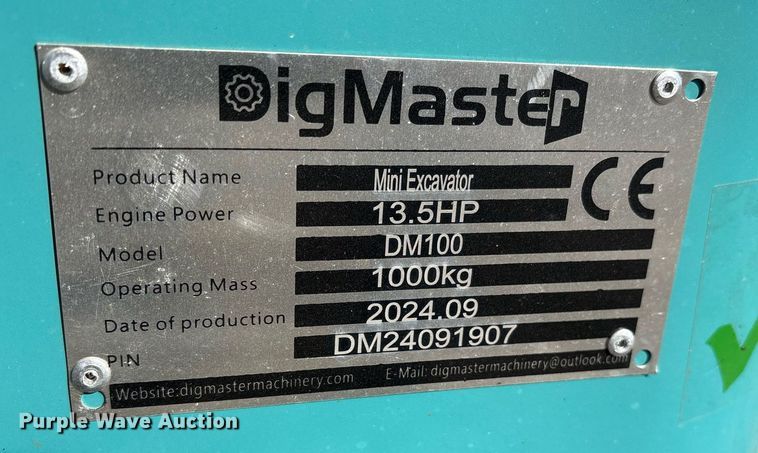 DigMaster
Product Name Mini Excavator CE
Engine Power 13.5HP
Model DM100
Operating Mass 1000kg
Date of production 2024.09
PIN DM24091907
Website:digmastermachinery.com E-Mail: digmastermachinery@outlook.com
Purple Wave Auction